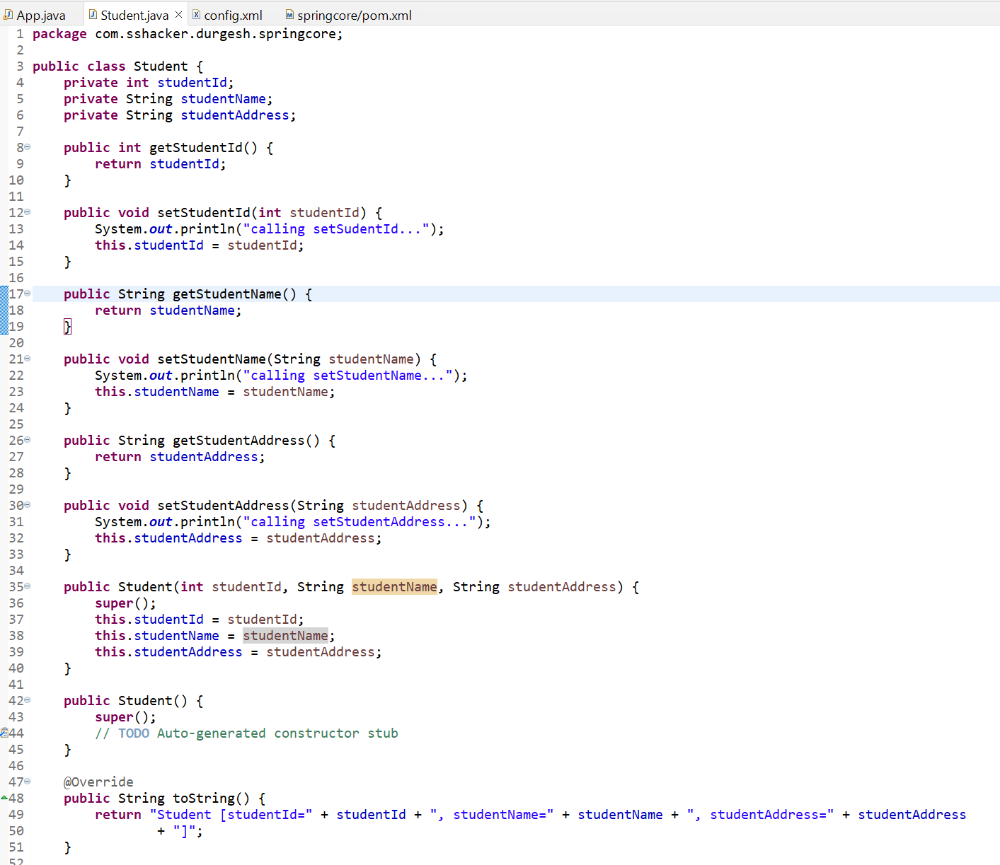 App.java Student.java config.xml springcore/pom.xml
1 package com.sshacker.durgesh.springcore;
2
3 public class Student {
4     private int studentId;
5     private String studentName;
6     private String studentAddress;
7
8     public int getStudentId() {
9         return studentId;
10     }
11
12     public void setStudentId(int studentId) {
13         System.out.println("calling setSudentId...");
14         this.studentId = studentId;
15     }
16
17     public String getStudentName() {
18         return studentName;
19     }
20
21     public void setStudentName(String studentName) {
22         System.out.println("calling setStudentName...");
23         this.studentName = studentName;
24     }
25
26     public String getStudentAddress() {
27         return studentAddress;
28     }
29
30     public void setStudentAddress(String studentAddress) {
31         System.out.println("calling setStudentAddress...");
32         this.studentAddress = studentAddress;
33     }
34
35     public Student(int studentId, String studentName, String studentAddress) {
36         super();
37         this.studentId = studentId;
38         this.studentName = studentName;
39         this.studentAddress = studentAddress;
40     }
41
42     public Student() {
43         super();
44         // TODO Auto-generated constructor stub
45     }
46
47     @Override
48     public String toString() {
49         return "Student [studentId=" + studentId + ", studentName=" + studentName + ", studentAddress=" + studentAddress
50                 + "]";
51     }
52